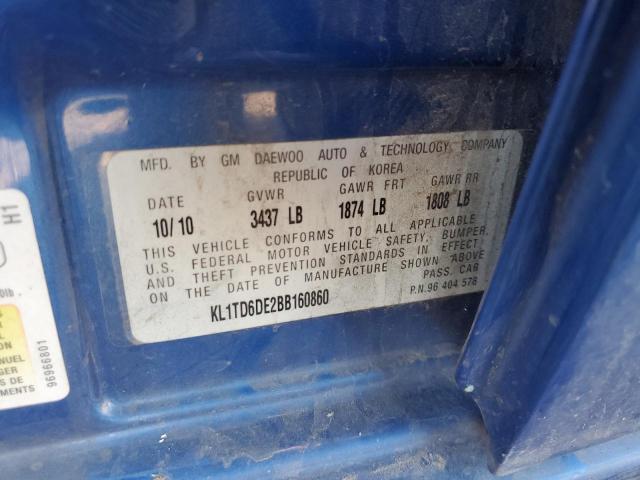 MFD. BY GM DAEWOO AUTO & TECHNOLOGY COMPANY
REPUBLIC OF KOREA
DATE GVWR GAWR FRT GAWR RR
10/10 3437 LB 1874 LB 1808 LB
THIS VEHICLE CONFORMS TO ALL APPLICABLE
U.S. FEDERAL MOTOR VEHICLE SAFETY, BUMPER,
AND THEFT PREVENTION STANDARDS IN EFFECT
ON THE DATE OF MANUFACTURE SHOWN ABOVE
PASS. CAR
KL1TD6DE2BB160860
P.N.96 404 578
H1
96966801
ANUEL